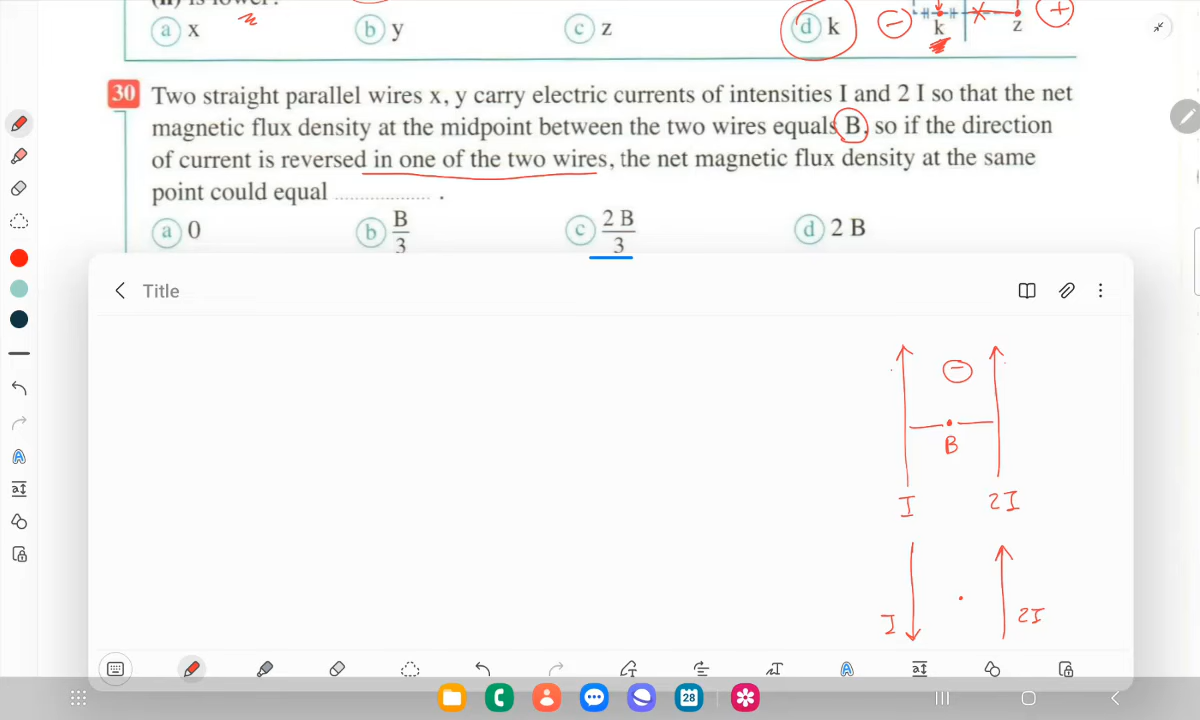 (ii) is lower.
a x b y c z d k
− k z +
30 Two straight parallel wires x, y carry electric currents of intensities I and 2 I so that the net
magnetic flux density at the midpoint between the two wires equals B, so if the direction
of current is reversed in one of the two wires, the net magnetic flux density at the same
point could equal ................... .
a 0 b B/3 c 2 B/3 d 2 B
Title
−
B
I 2I
I 2I
28